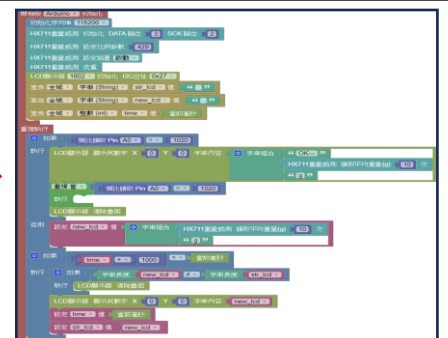 Arduino
初始化序列埠 115200
HX711重量感測 初始化 DATA 腳位 3 SCK 腳位 2
HX711重量感測 設定比例參數 429
HX711重量感測
HX711重量感測
LCD顯示器 1602 初始化 I2C位址 0x27
宣告 全域 字串 (String) str_lcd 值 “ ”
宣告 全域 字串 (String) new_lcd 值 “ ”
宣告 全域 整數 (int) time 值 當前毫秒
重複執行
如果 類比讀取 Pin A0 1020
執行 LCD顯示器 顯示英數字 X 0 Y 0 字串內容 字串組合 “ OK... ”
HX711重量感測 讀取平均重量(g) 10 次
“ g ”
重複 當 類比讀取 Pin A0 1020
執行
LCD顯示器 清除畫面
否則 設定 new_lcd 值 字串組合 HX711重量感測 讀取平均重量(g) 10 次
“ g ”
如果 time + 1000 當前毫秒
執行 如果 字串長度 new_lcd 字串長度 str_lcd
執行 LCD顯示器 清除畫面
LCD顯示器 顯示英數字 X 0 Y 0 字串內容 new_lcd
設定 time 值 當前毫秒
設定 str_lcd 值 new_lcd